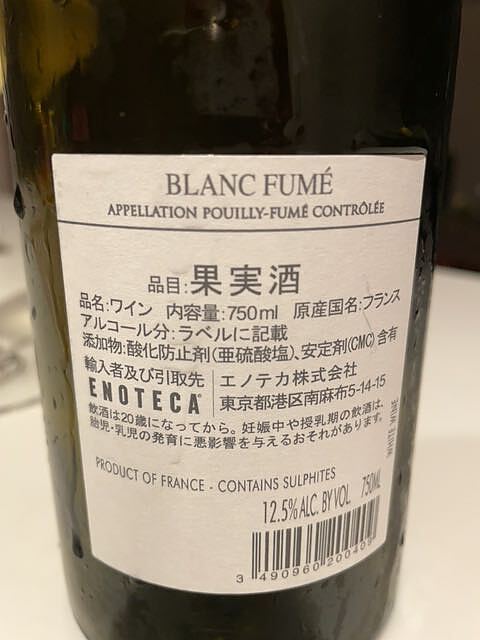 BLANC FUMÉ
APPELLATION POUILLY-FUMÉ CONTRÔLÉE
品目:果実酒
品名:ワイン 内容量:750ml 原産国名:フランス
アルコール分:ラベルに記載
添加物:酸化防止剤(亜硫酸塩)、安定剤(CMC)含有
輸入者及び引取先
ENOTECA
エノテカ株式会社
東京都港区南麻布5-14-15
飲酒は20歳になってから。妊娠中や授乳期の飲酒は、
胎児・乳児の発育に悪影響を与えるおそれがあります。
PRODUCT OF FRANCE - CONTAINS SULPHITES
12.5% ALC. BY VOL. 750ML
3 490960 200409